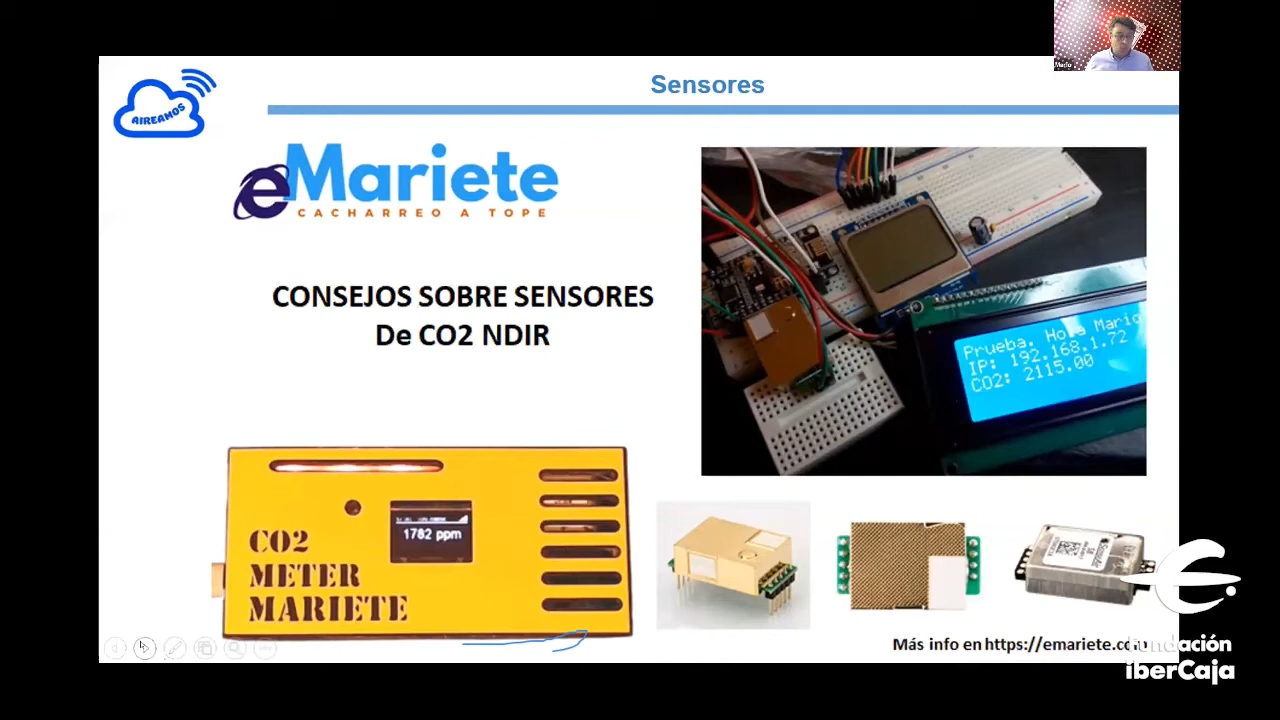 Mario
Sensores
AIREAMOS
eMariete
CACHARREO A TOPE
CONSEJOS SOBRE SENSORES
De CO2 NDIR
Prueba. Hola Mario
IP: 192.168.1.72
CO2: 2115.00
1782 ppm
CO2
METER
MARIETE
Más info en https://emariete.com
Fundación
iberCaja